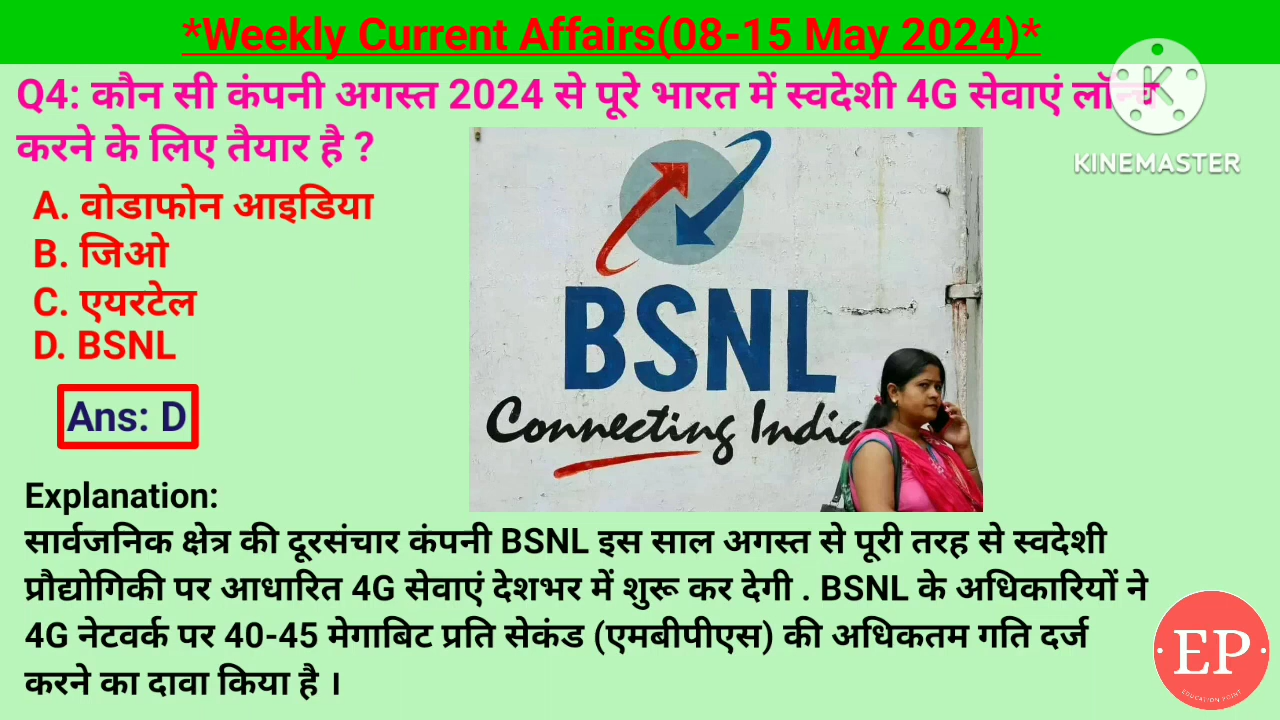 *Weekly Current Affairs(08-15 May 2024)*
Q4: कौन सी कंपनी अगस्त 2024 से पूरे भारत में स्वदेशी 4G सेवाएं लॉन्च
करने के लिए तैयार है ?
KINEMASTER
A. वोडाफोन आइडिया
B. जिओ
C. एयरटेल
D. BSNL
Ans: D
BSNL
Connecting India
Explanation:
सार्वजनिक क्षेत्र की दूरसंचार कंपनी BSNL इस साल अगस्त से पूरी तरह से स्वदेशी
प्रौद्योगिकी पर आधारित 4G सेवाएं देशभर में शुरू कर देगी . BSNL के अधिकारियों ने
4G नेटवर्क पर 40-45 मेगाबिट प्रति सेकंड (एमबीपीएस) की अधिकतम गति दर्ज
करने का दावा किया है ।
EP
EDUCATION POINT